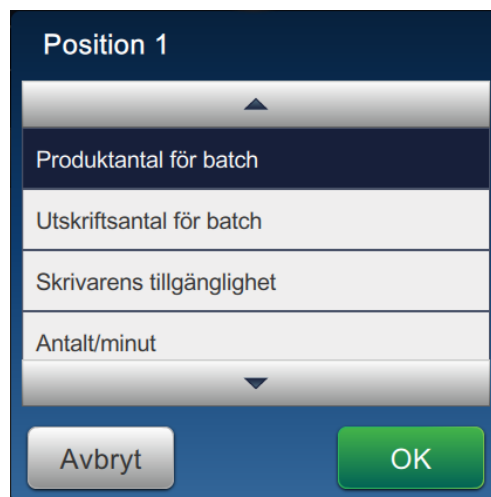 Position 1
Produktantal för batch
Utskriftsantal för batch
Skrivarens tillgänglighet
Antalt/minut
Avbryt
OK